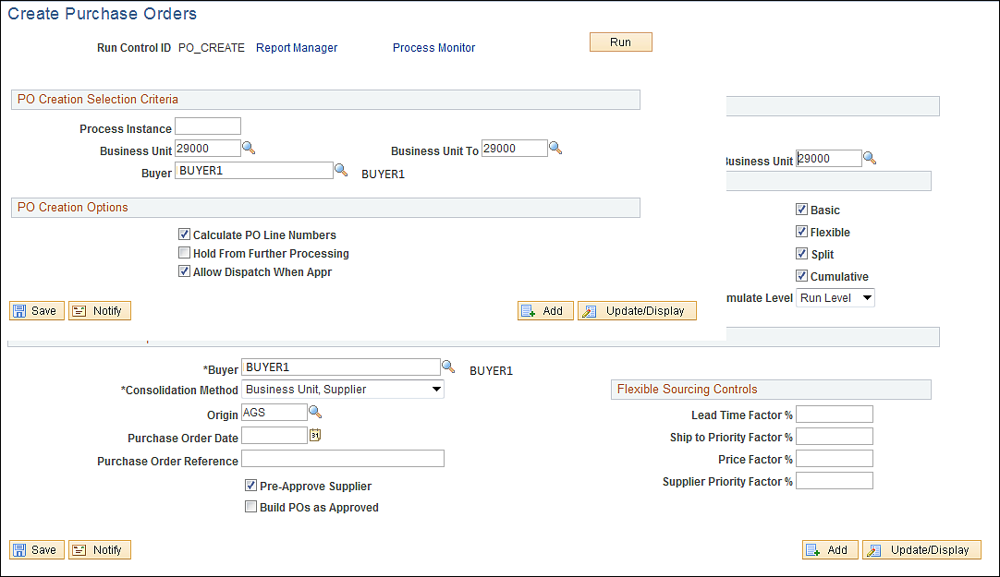 Create Purchase Orders
Run Control ID PO_CREATE Report Manager Process Monitor Run
PO Creation Selection Criteria
Process Instance
Business Unit 29000 Business Unit To 29000
Business Unit 29000
Buyer BUYER1 BUYER1
PO Creation Options
Basic
Calculate PO Line Numbers
Flexible
Hold From Further Processing
Split
Allow Dispatch When Appr
Cumulative
mulate Level Run Level
Save Notify Add Update/Display
*Buyer BUYER1 BUYER1
*Consolidation Method Business Unit, Supplier
Flexible Sourcing Controls
Origin AGS
Lead Time Factor %
Purchase Order Date 31
Ship to Priority Factor %
Purchase Order Reference
Price Factor %
Supplier Priority Factor %
Pre-Approve Supplier
Build POs as Approved
Save Notify Add Update/Display